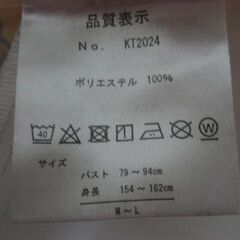 品質表示
No. KT2024
ポリエステル 100%
40 W
サイズ
バスト 79～94cm
身長 154～162cm
M～L